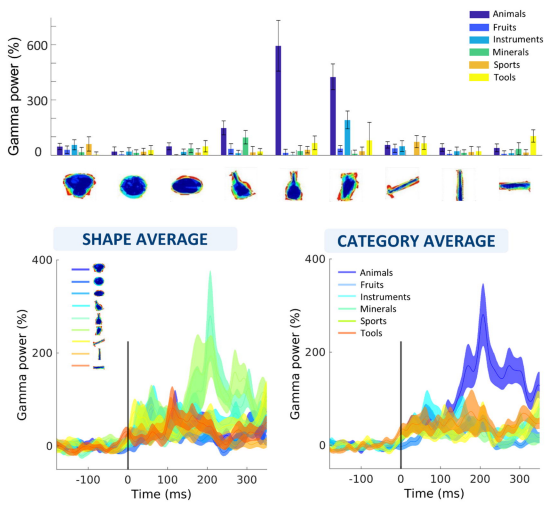 Animals
Fruits
Instruments
Minerals
Sports
Tools
Gamma power (%)
600
300
0
SHAPE AVERAGE
CATEGORY AVERAGE
400
200
0
Gamma power (%)
-100 0 100 200 300
Time (ms)
400
200
0
Gamma power (%)
Animals
Fruits
Instruments
Minerals
Sports
Tools
-100 0 100 200 300
Time (ms)